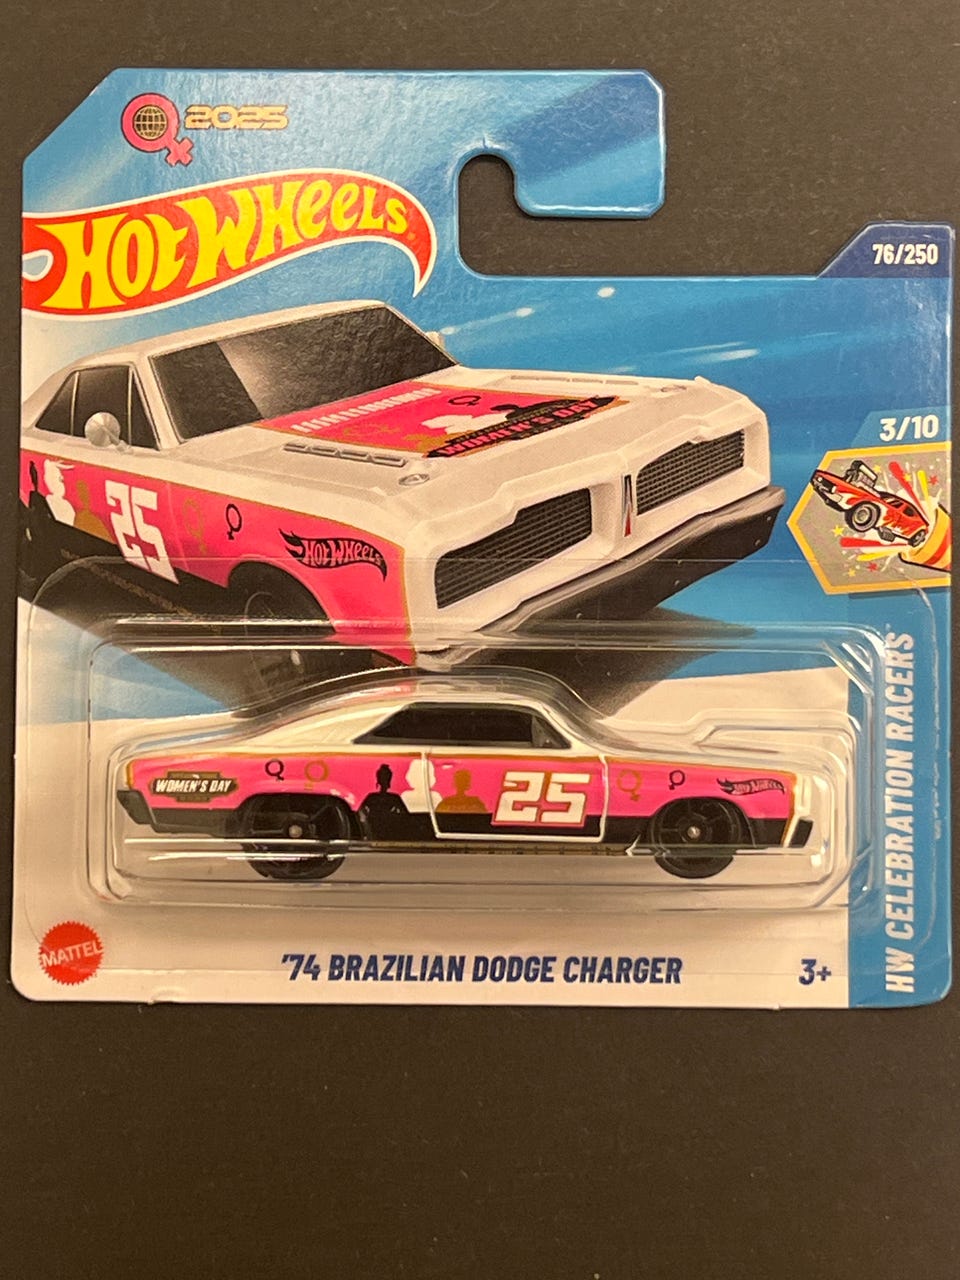 2025
HOT WHEELS
76/250
3/10
WOMEN'S DAY
25
HOT WHEELS
HW CELEBRATION RACERS™
WOMEN'S DAY
25
HOT WHEELS
MATTEL
'74 BRAZILIAN DODGE CHARGER
3+